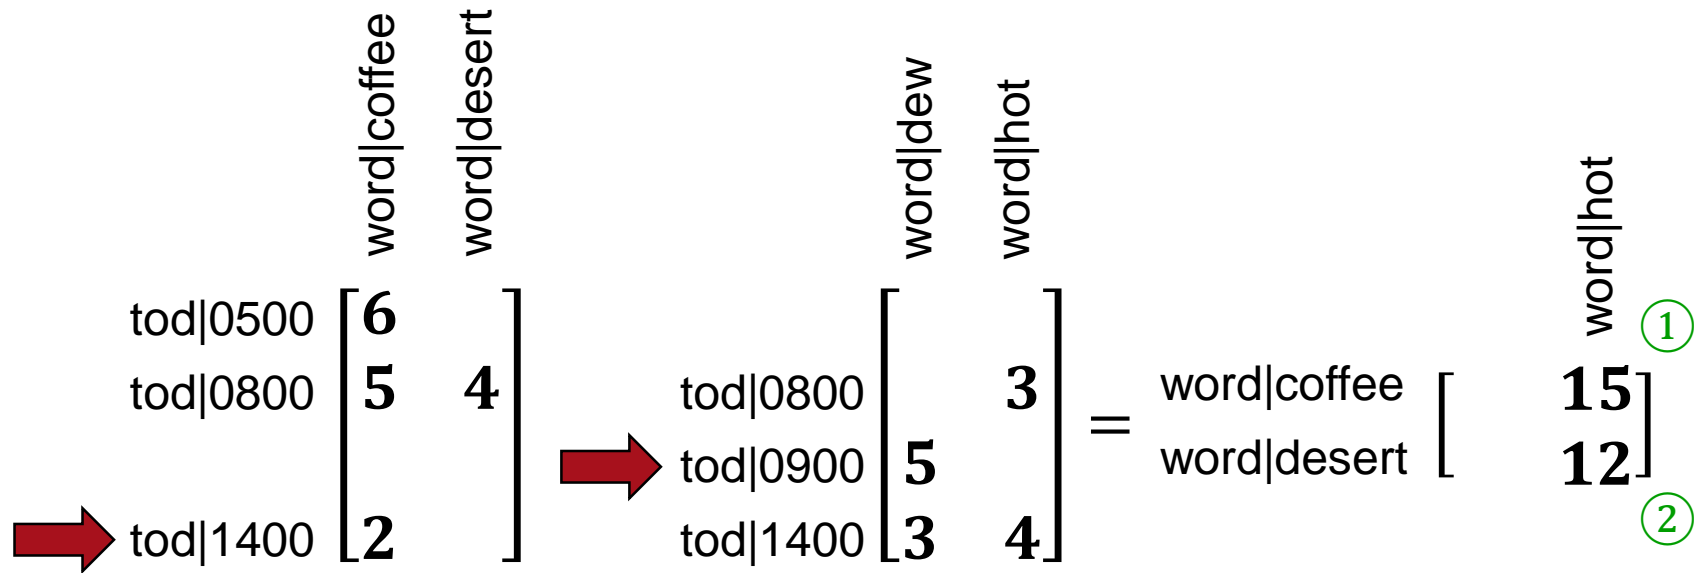 word|coffee
word|desert
word|dew
word|hot
word|hot
tod|0500 6
tod|0800 5 4
tod|1400 2
tod|0800 3
tod|0900 5
tod|1400 3 4
=
word|coffee 15
word|desert 12
①
②